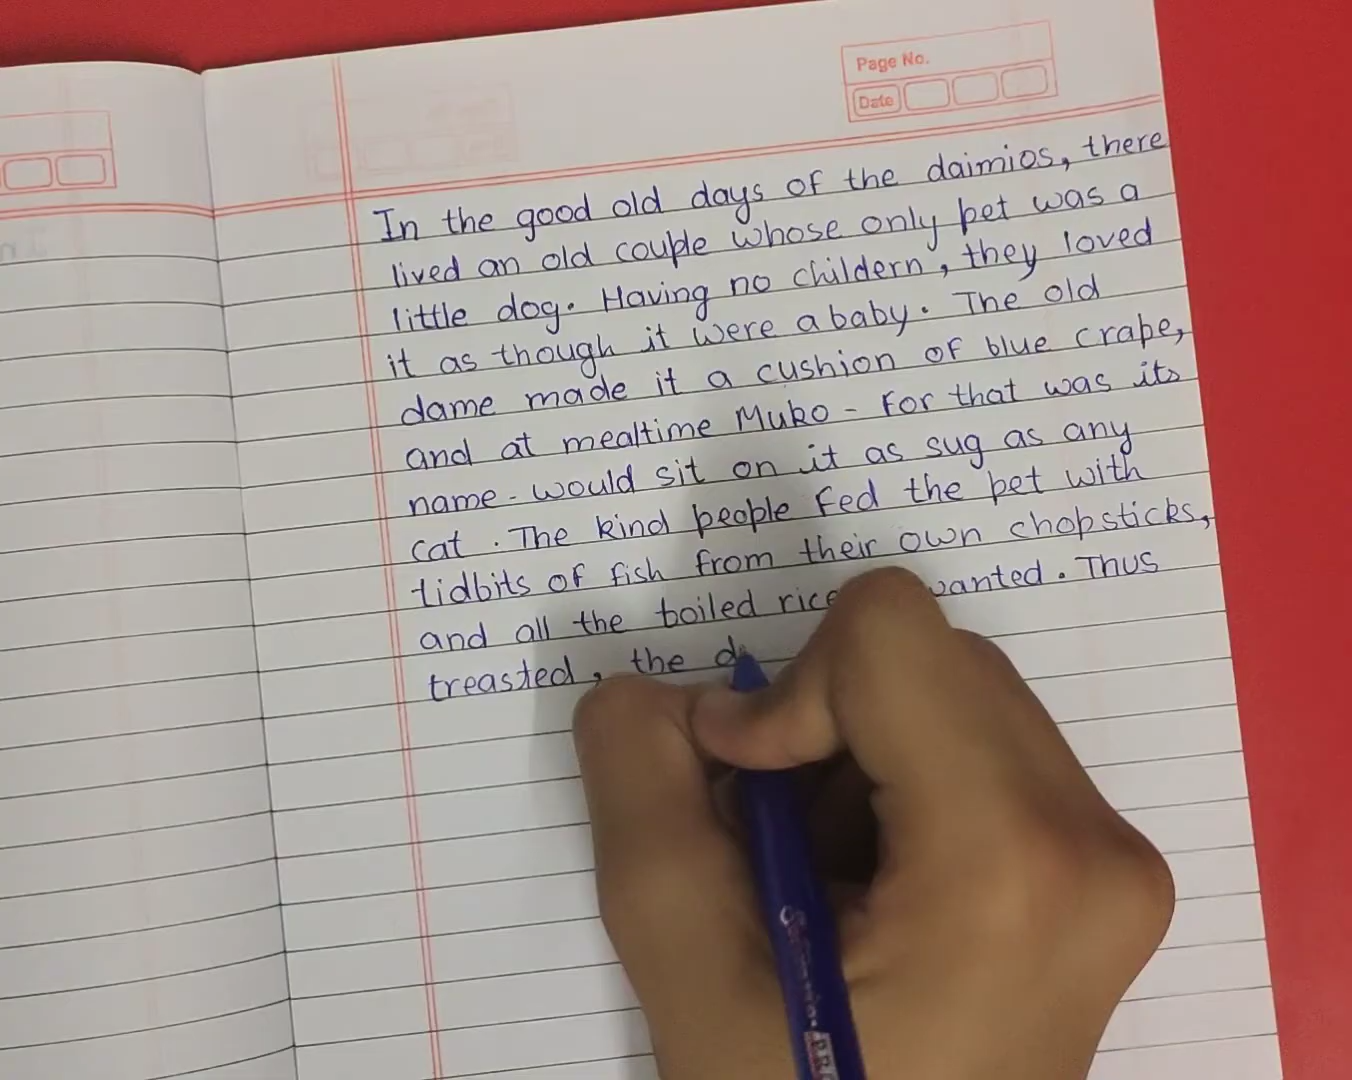 Page No.
Date
In the good old days of the daimios, there
lived an old couple whose only pet was a
little dog. Having no childern, they loved
it as though it were a baby. The old
dame made it a cushion of blue crape,
and at mealtime Muko - For that was its
name - would sit on it as sug as any
cat. The kind people Fed the pet with
tidbits of fish from their own chopsticks,
and all the boiled rice wanted. Thus
treasted, the